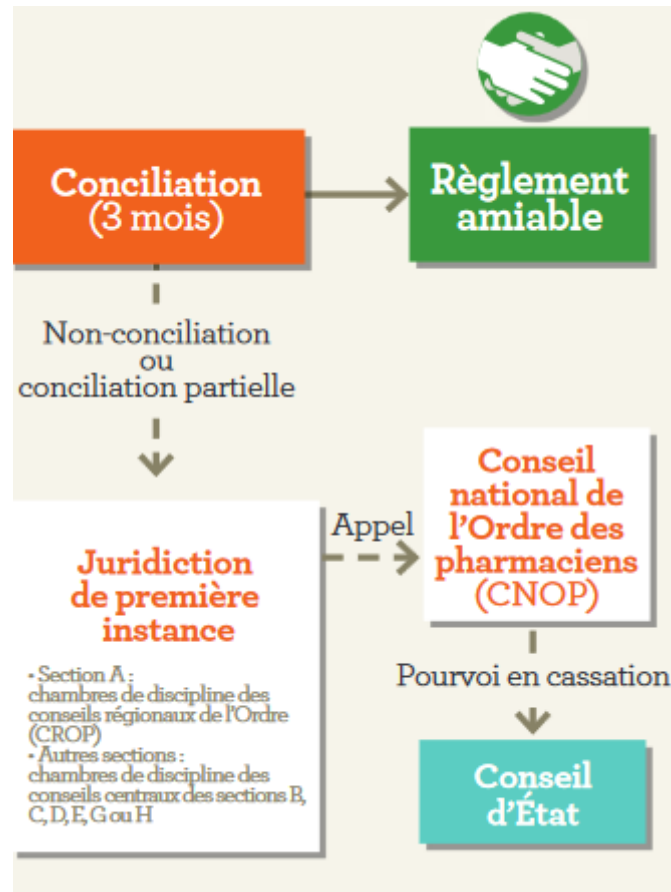 Conciliation
(3 mois)
Règlement
amiable
Non-conciliation
ou
conciliation partielle
Juridiction
de première
instance
• Section A :
chambres de discipline des
conseils régionaux de l'Ordre
(CROP)
• Autres sections :
chambres de discipline des
conseils centraux des sections B,
C, D, E, G ou H
Appel
Conseil
national de
l'Ordre des
pharmaciens
(CNOP)
Pourvoi en cassation
Conseil
d'État